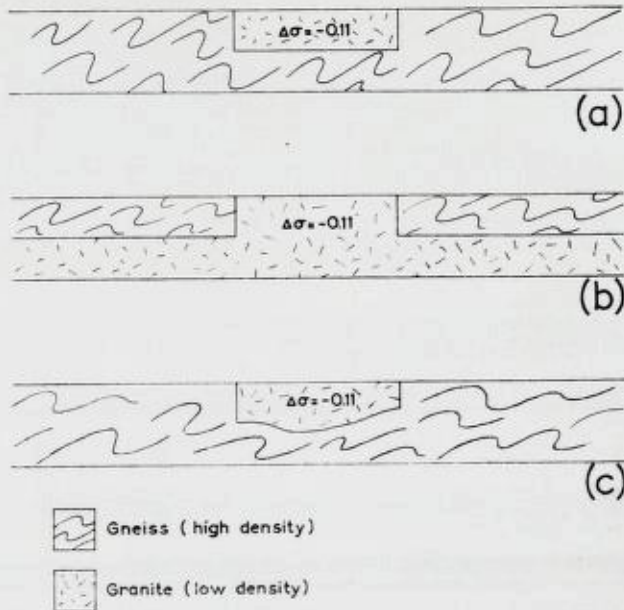 Δσ = -0.11
(a)
Δσ = -0.11
(b)
Δσ = -0.11
(c)
Gneiss (high density)
Granite (low density)